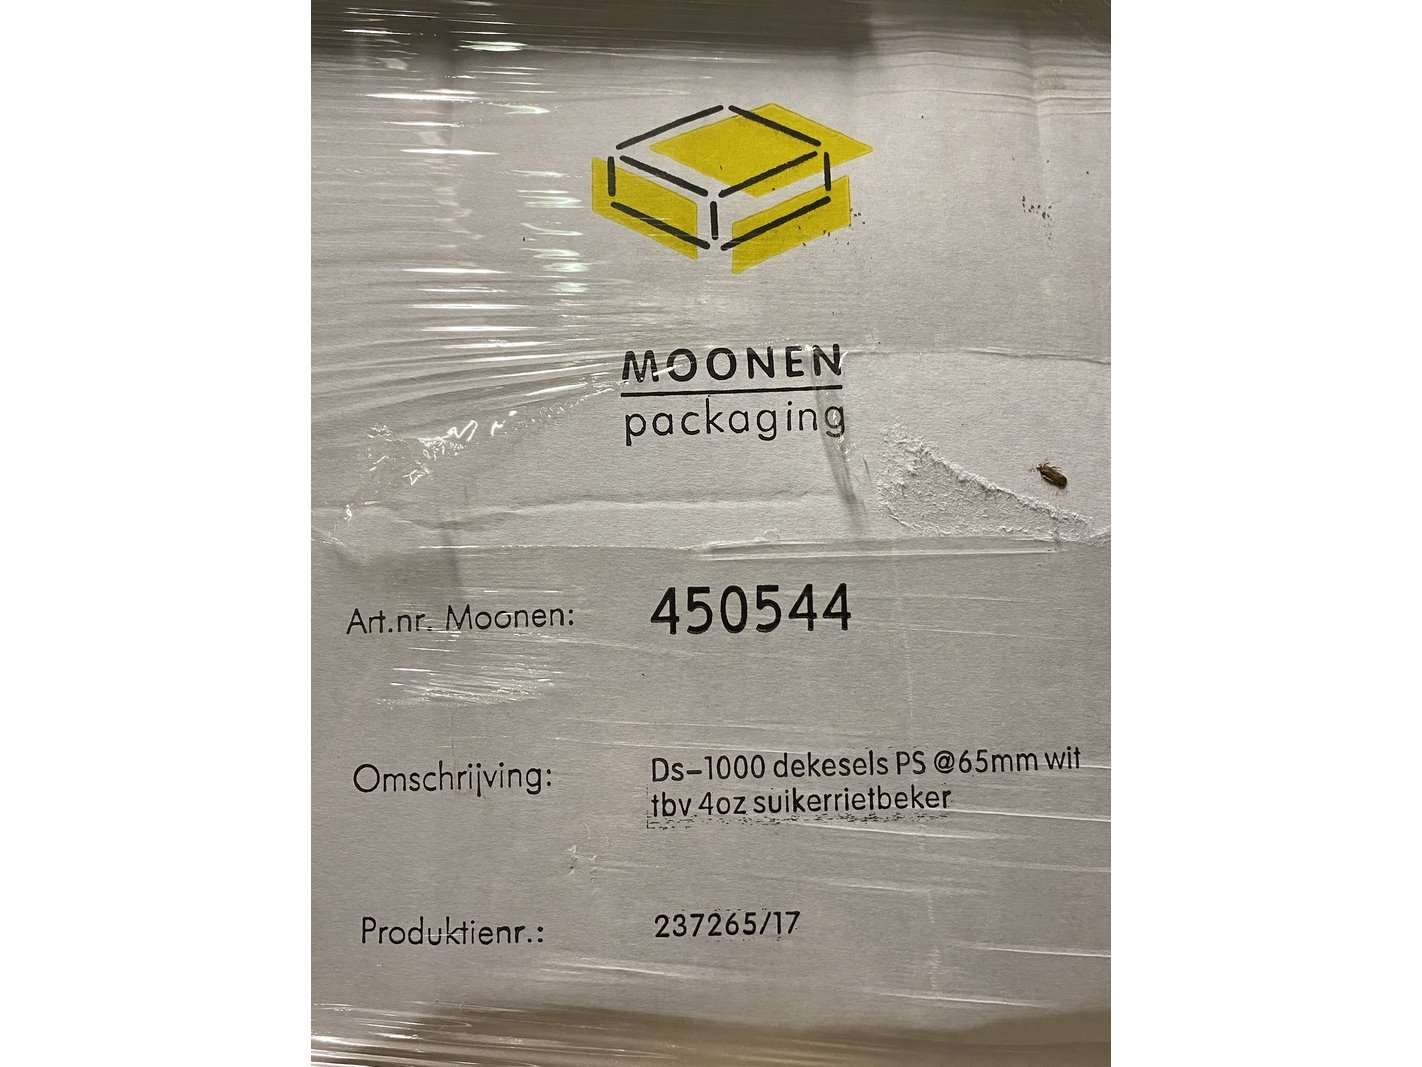 MOONEN
packaging
Art.nr. Moonen: 450544
Omschrijving: Ds-1000 dekesels PS @65mm wit
tbv 4oz suikerrietbeker
Produktienr.: 237265/17